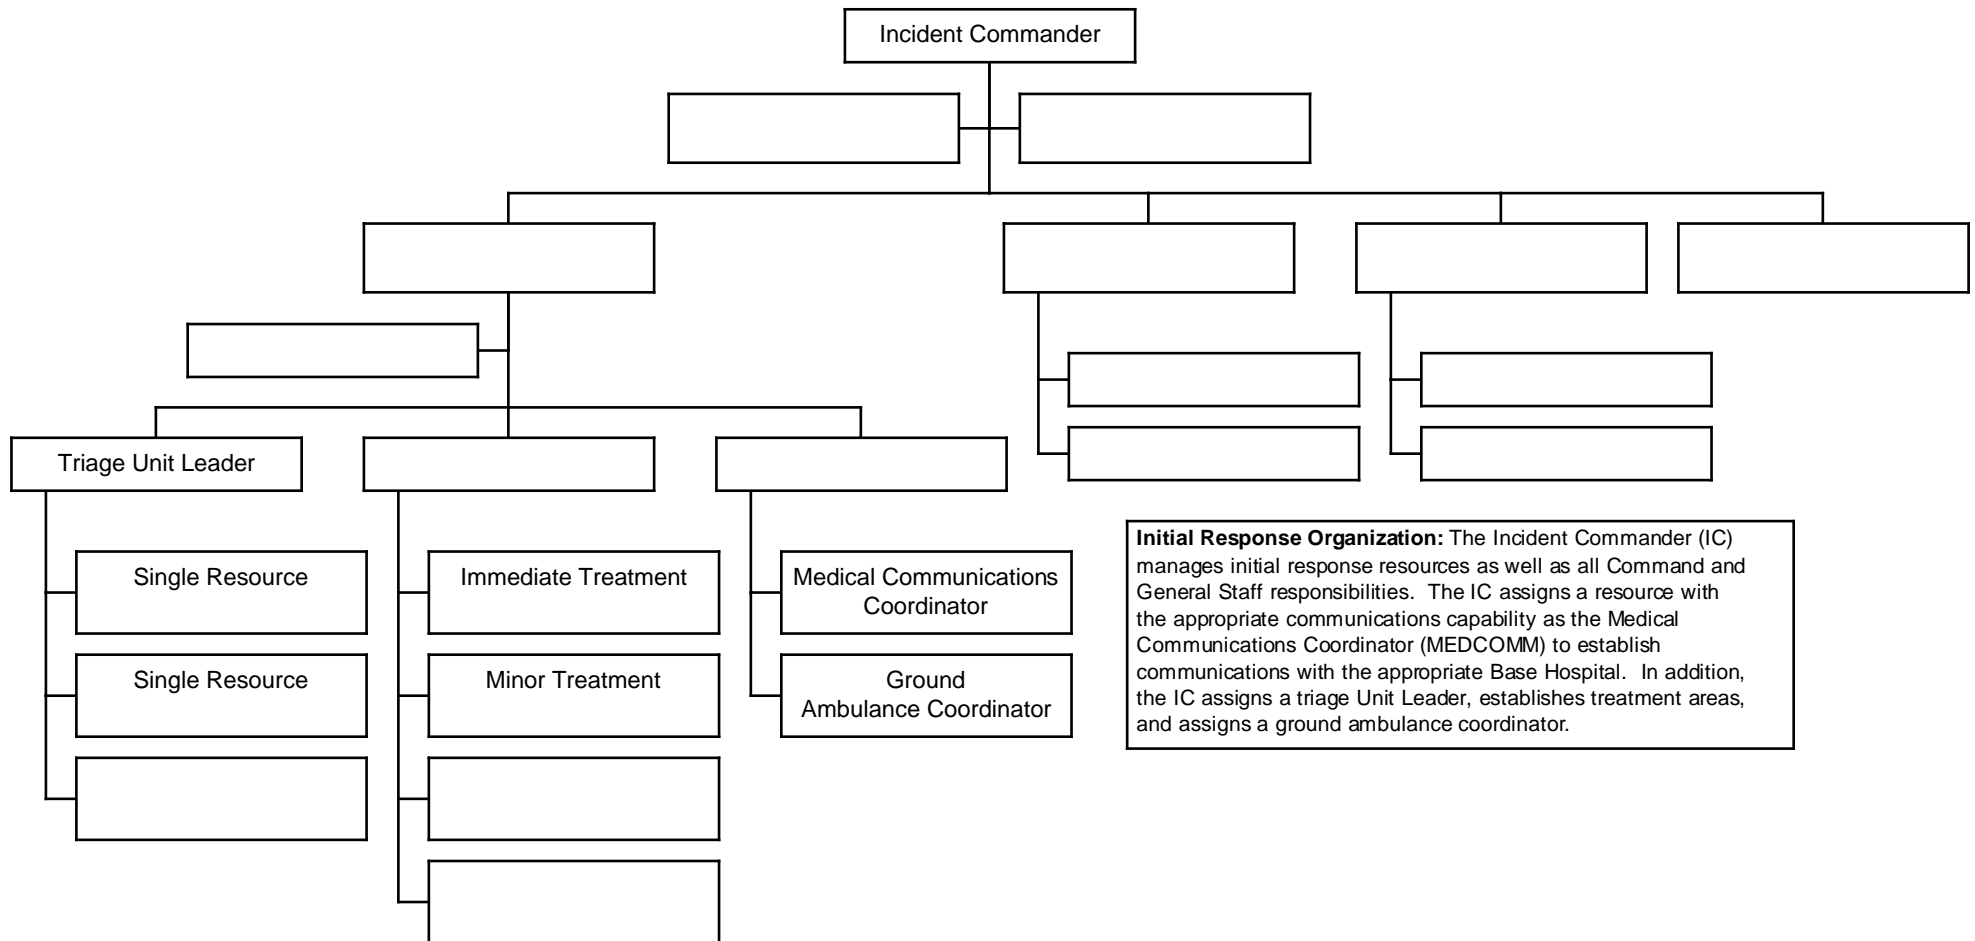 Incident Commander
Triage Unit Leader
Single Resource
Immediate Treatment
Medical Communications
Coordinator
Single Resource
Minor Treatment
Ground
Ambulance Coordinator
Initial Response Organization: The Incident Commander (IC)
manages initial response resources as well as all Command and
General Staff responsibilities. The IC assigns a resource with
the appropriate communications capability as the Medical
Communications Coordinator (MEDCOMM) to establish
communications with the appropriate Base Hospital. In addition,
the IC assigns a triage Unit Leader, establishes treatment areas,
and assigns a ground ambulance coordinator.